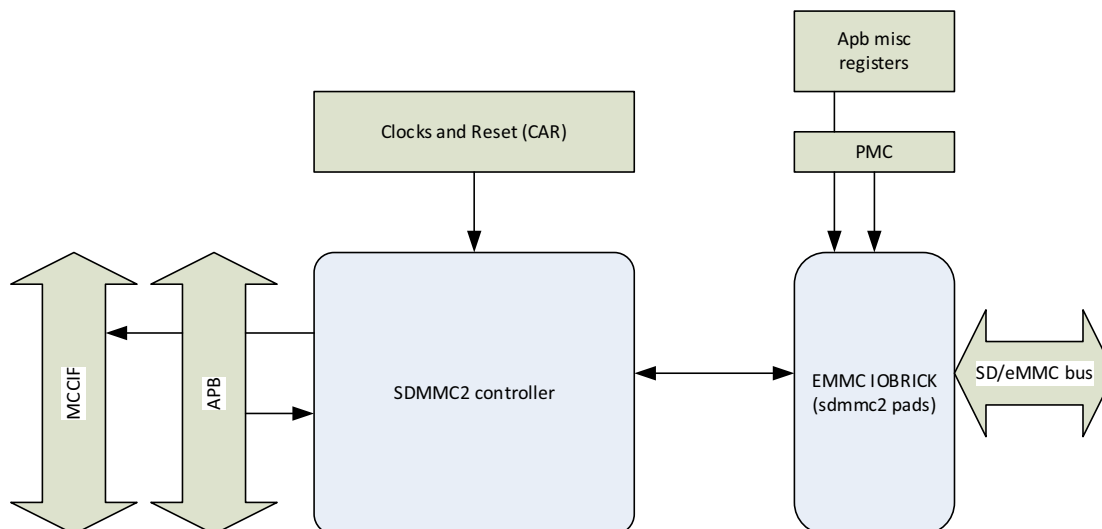 Apb misc
registers
Clocks and Reset (CAR)
PMC
MCCIF
APB
SDMMC2 controller
EMMC IOBRICK
(sdmmc2 pads)
SD/eMMC bus